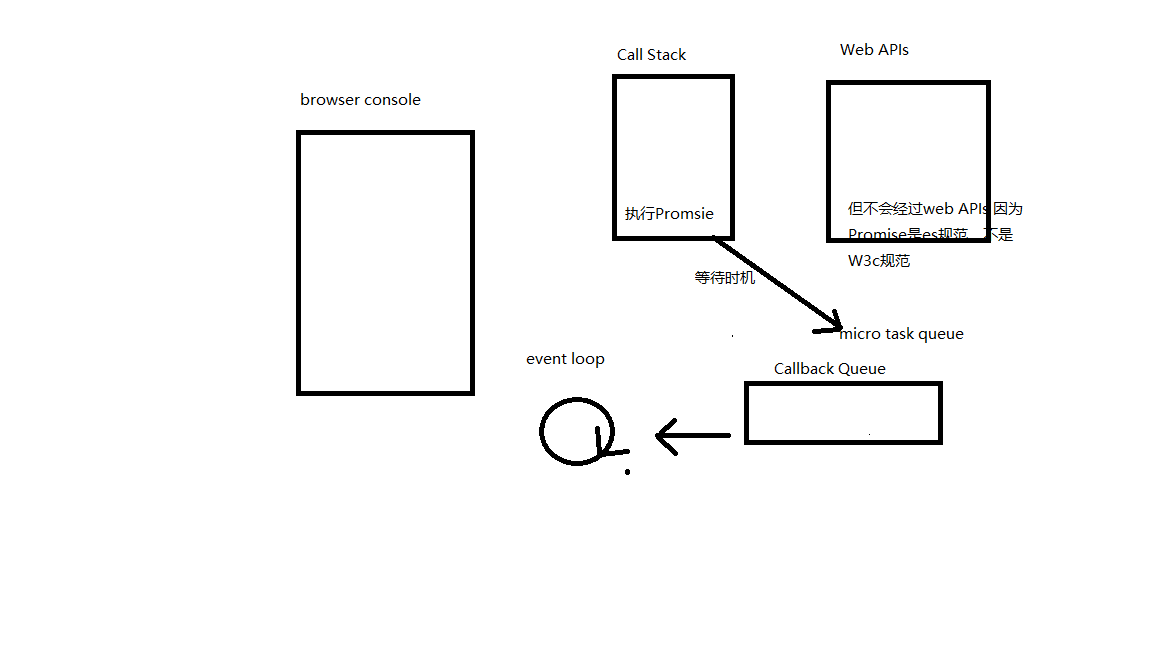 Call Stack
Web APIs
browser console
执行Promsie
但不会经过web APIs 因为
Promise是es规范，不是
W3c规范
等待时机
micro task queue
event loop
Callback Queue